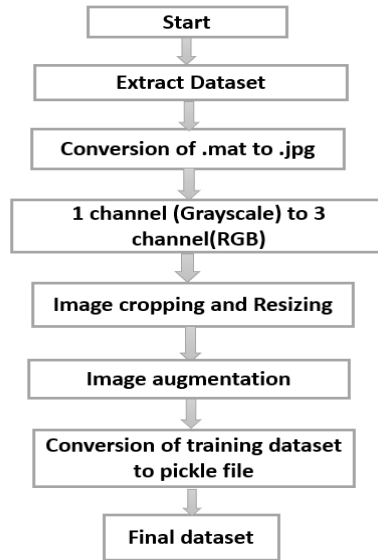 Start
Extract Dataset
Conversion of .mat to .jpg
1 channel (Grayscale) to 3
channel(RGB)
Image cropping and Resizing
Image augmentation
Conversion of training dataset
to pickle file
Final dataset